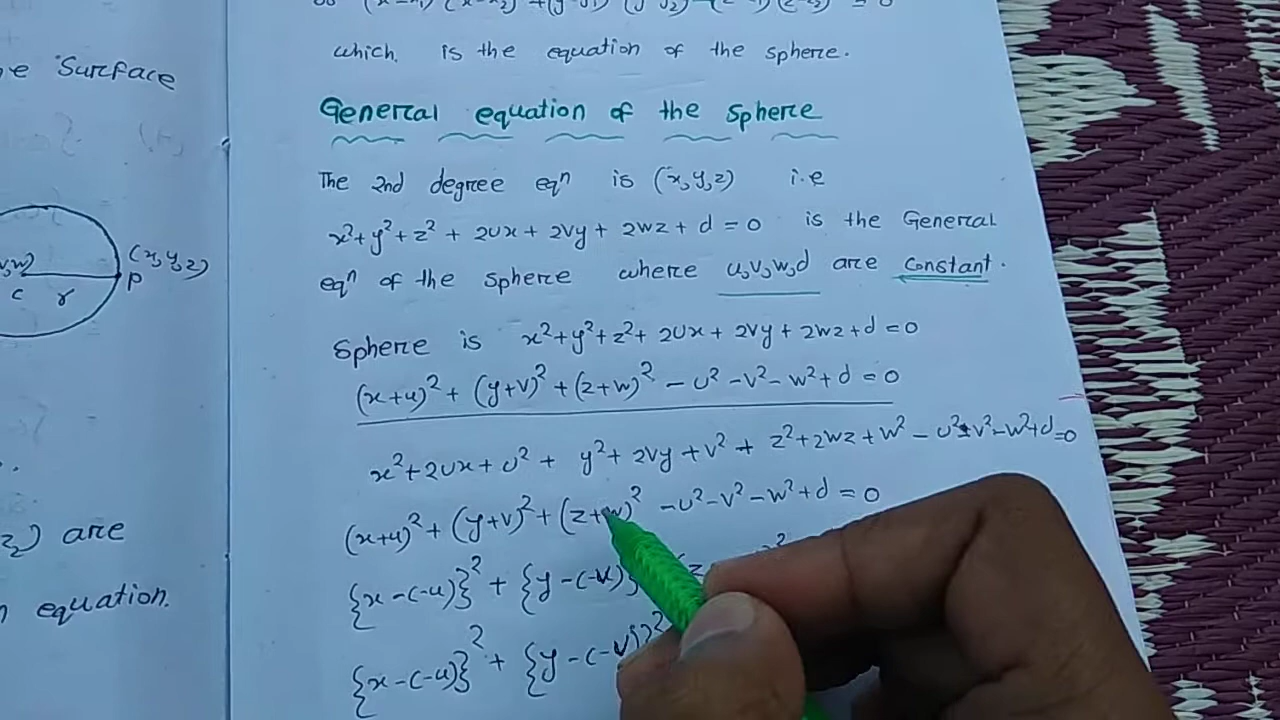 which. is the equation of the sphere.
General equation of the sphere
The 2nd degree eqⁿ is (x,y,z) i.e
x²+y²+z² + 2ux + 2vy + 2wz + d = 0 is the General
eqⁿ of the sphere where u,v,w,d are constant.
Sphere is x²+y²+z²+ 2ux + 2vy + 2wz + d = 0
(x+u)² + (y+v)² + (z+w)² - u² - v² - w² + d = 0
x²+2ux+u² + y²+2vy+v² + z²+2wz+w² - u²-v²-w²+d=0
(x+u)² + (y+v)² + (z+w)² - u² - v² - w² + d = 0
{x-(-u)}² + {y-(-v)}
{x-(-u)}² + {y-(-v)}²
Surface
(x,y,z)
P
c r
are
equation.